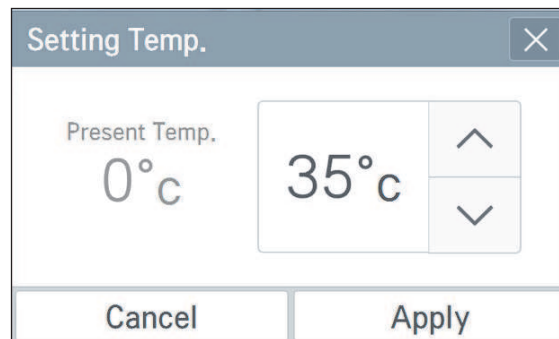 Setting Temp.
Present Temp.
0°c
35°c
Cancel
Apply